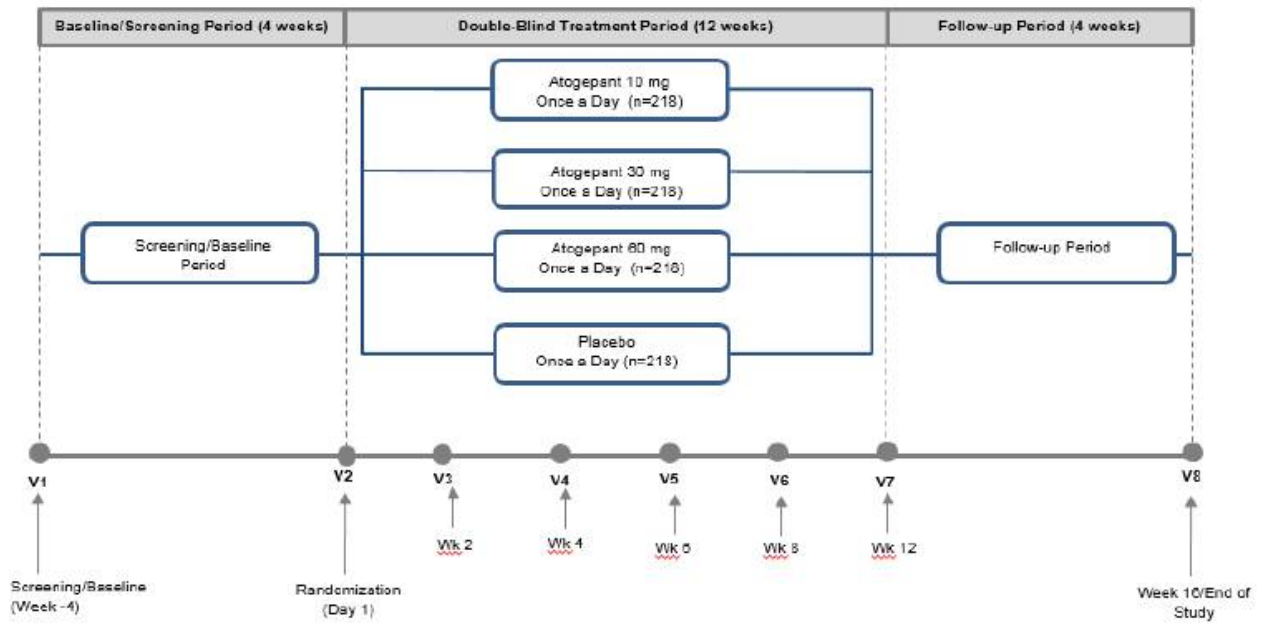 Baseline/Screening Period (4 weeks)
Double-Blind Treatment Period (12 weeks)
Follow-up Period (4 weeks)
Atogepant 10 mg
Once a Day (n=218)
Atogepant 30 mg
Once a Day (n=218)
Screening/Baseline
Period
Atogepant 60 mg
Once a Day (n=218)
Follow-up Period
Placebo
Once a Day (n=218)
V1
V2
V3
V4
V5
V6
V7
V8
Wk 2
Wk 4
Wk 6
Wk 8
Wk 12
Screening/Baseline
(Week -4)
Randomization
(Day 1)
Week 16/End of
Study